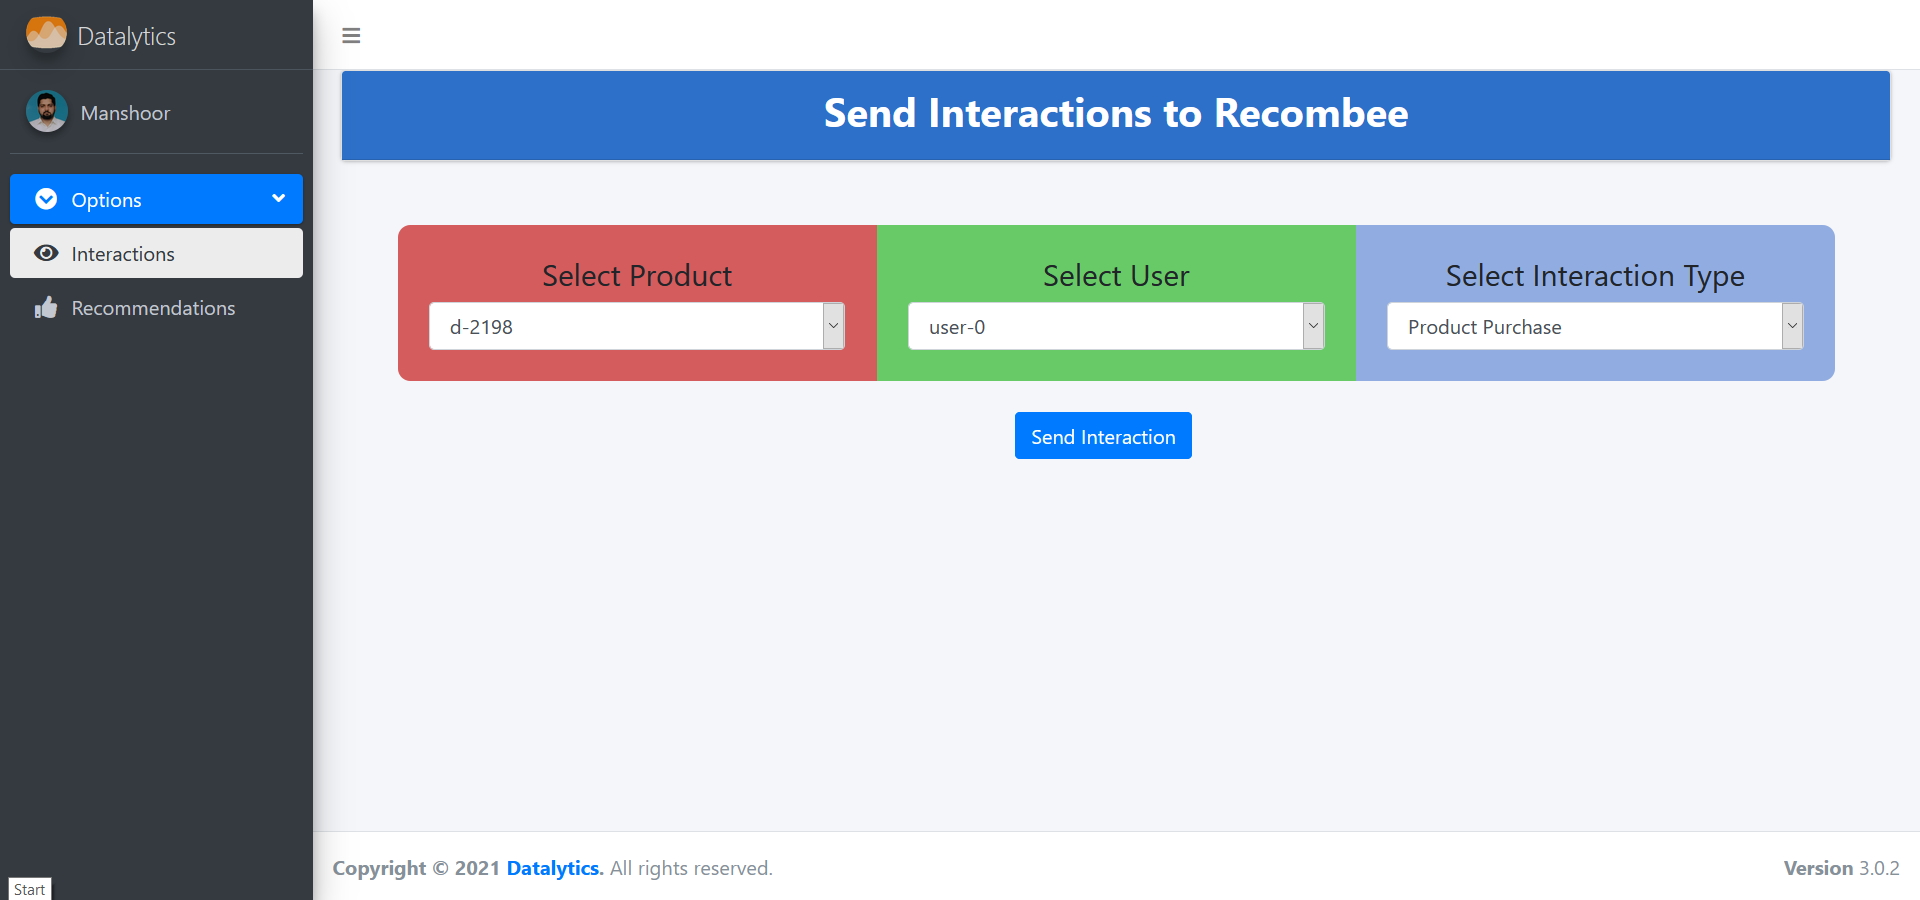 Datalytics
Manshoor
Options
Interactions
Recommendations
Send Interactions to Recombee
Select Product
d-2198
Select User
user-0
Select Interaction Type
Product Purchase
Send Interaction
Copyright © 2021 Datalytics. All rights reserved.
Version 3.0.2
Start